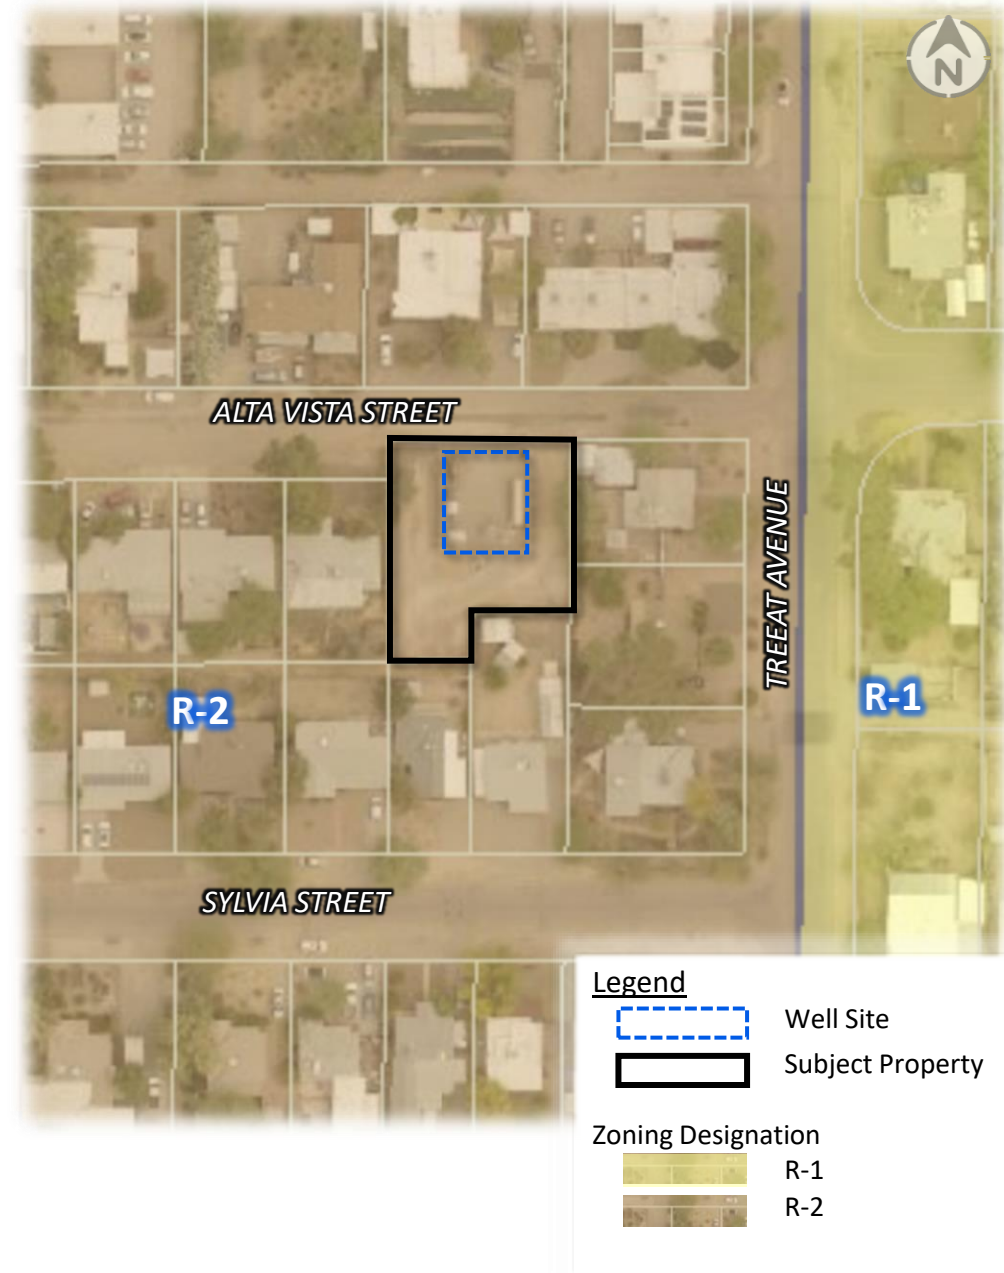 N
ALTA VISTA STREET
TREEAT AVENUE
R-2
R-1
SYLVIA STREET
Legend
Well Site
Subject Property
Zoning Designation
R-1
R-2